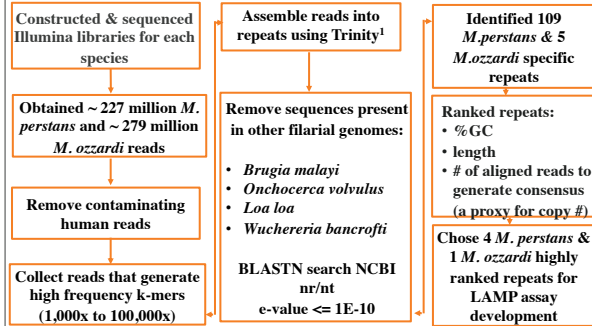 Constructed & sequenced
Illumina libraries for each
species
Obtained ~ 227 million M.
perstans and ~ 279 million
M. ozzardi reads
Remove contaminating
human reads
Collect reads that generate
high frequency k-mers
(1,000x to 100,000x)
Assemble reads into
repeats using Trinity¹
Remove sequences present
in other filarial genomes:
• Brugia malayi
• Onchocerca volvulus
• Loa loa
• Wuchereria bancrofti
BLASTN search NCBI
nr/nt
e-value <= 1E-10
Identified 109
M.perstans & 5
M.ozzardi specific
repeats
Ranked repeats:
• %GC
• length
• # of aligned reads to
generate consensus
(a proxy for copy #)
Chose 4 M. perstans &
1 M. ozzardi highly
ranked repeats for
LAMP assay
development